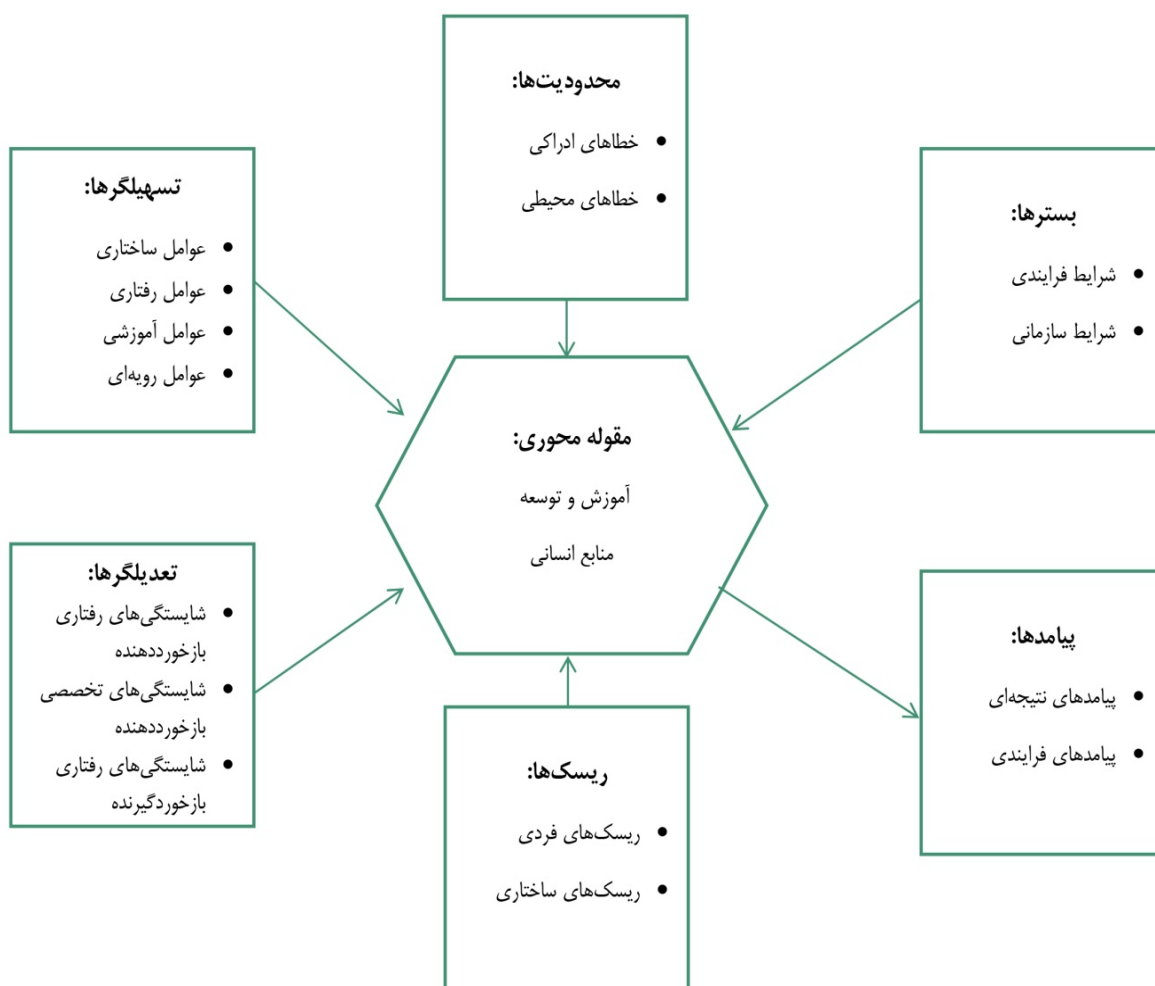 محدودیت‌ها:
• خطاهای ادراکی
• خطاهای محیطی
بسترها:
• شرایط فرایندی
• شرایط سازمانی
تسهیلگرها:
• عوامل ساختاری
• عوامل رفتاری
• عوامل آموزشی
• عوامل رویه‌ای
مقوله محوری:
آموزش و توسعه
منابع انسانی
پیامدها:
• پیامدهای نتیجه‌ای
• پیامدهای فرایندی
تعدیلگرها:
• شایستگی‌های رفتاری
بازخورددهنده
• شایستگی‌های تخصصی
بازخورددهنده
• شایستگی‌های رفتاری
بازخوردگیرنده
ریسک‌ها:
• ریسک‌های فردی
• ریسک‌های ساختاری